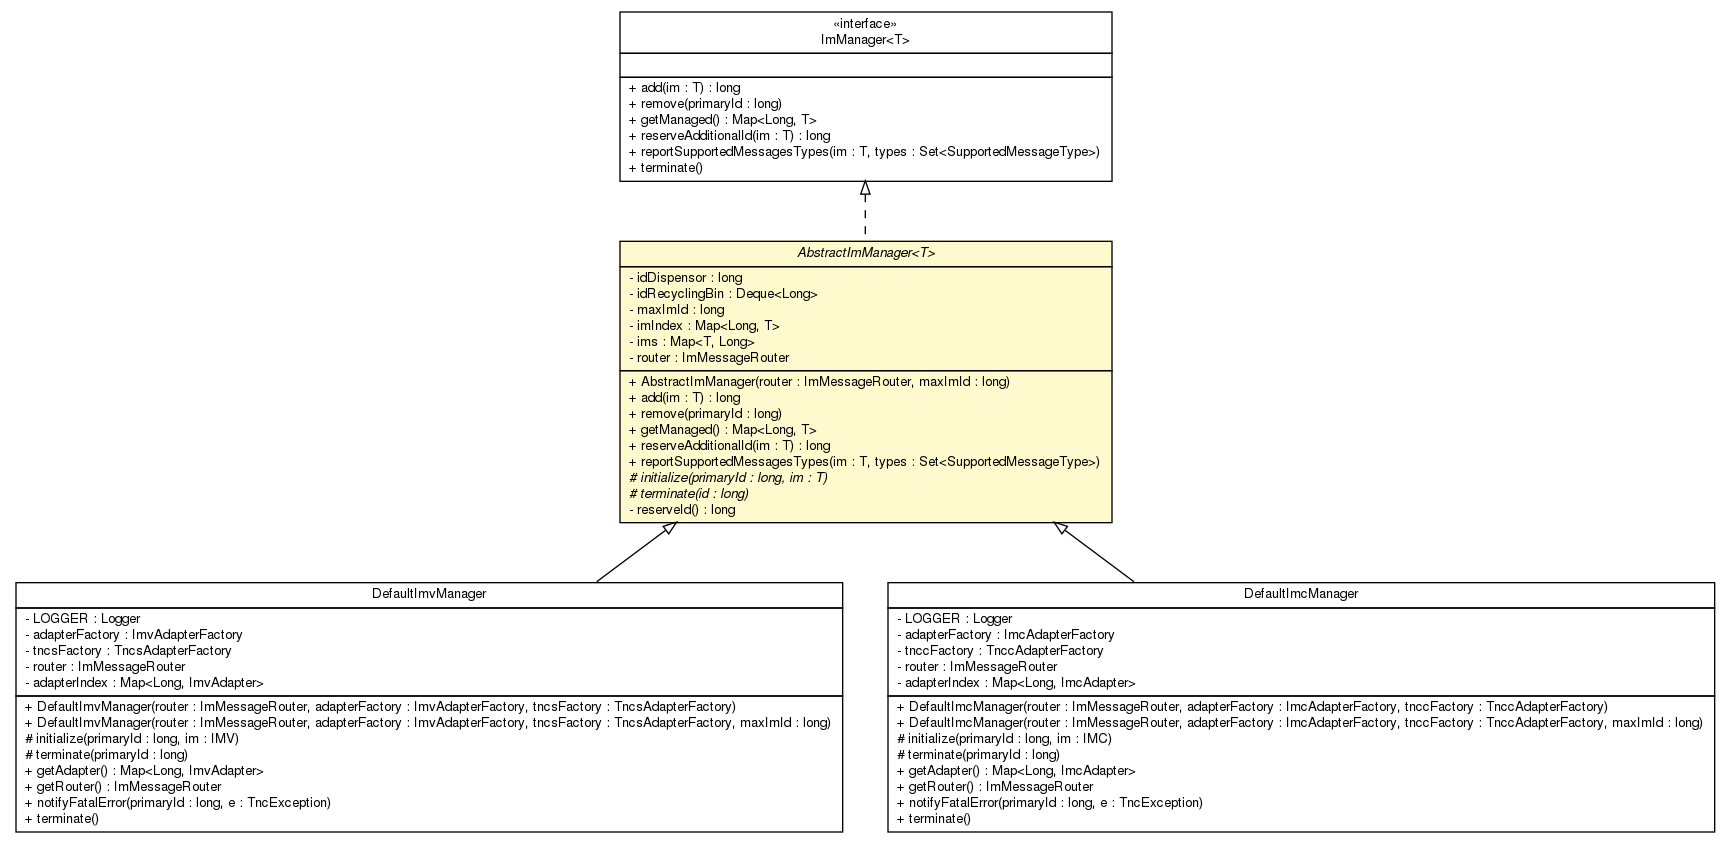 «interface»
ImManager<T>
+ add(im : T) : long
+ remove(primaryId : long)
+ getManaged() : Map<Long, T>
+ reserveAdditionalId(im : T) : long
+ reportSupportedMessagesTypes(im : T, types : Set<SupportedMessageType>)
+ terminate()
AbstractImManager<T>
- idDispensor : long
- idRecyclingBin : Deque<Long>
- maxImId : long
- imIndex : Map<Long, T>
- ims : Map<T, Long>
- router : ImMessageRouter
+ AbstractImManager(router : ImMessageRouter, maxImId : long)
+ add(im : T) : long
+ remove(primaryId : long)
+ getManaged() : Map<Long, T>
+ reserveAdditionalId(im : T) : long
+ reportSupportedMessagesTypes(im : T, types : Set<SupportedMessageType>)
# initialize(primaryId : long, im : T)
# terminate(id : long)
- reserveId() : long
DefaultImvManager
- LOGGER : Logger
- adapterFactory : ImvAdapterFactory
- tncsFactory : TncsAdapterFactory
- router : ImMessageRouter
- adapterIndex : Map<Long, ImvAdapter>
+ DefaultImvManager(router : ImMessageRouter, adapterFactory : ImvAdapterFactory, tncsFactory : TncsAdapterFactory)
+ DefaultImvManager(router : ImMessageRouter, adapterFactory : ImvAdapterFactory, tncsFactory : TncsAdapterFactory, maxImId : long)
# initialize(primaryId : long, im : IMV)
# terminate(primaryId : long)
+ getAdapter() : Map<Long, ImvAdapter>
+ getRouter() : ImMessageRouter
+ notifyFatalError(primaryId : long, e : TncException)
+ terminate()
DefaultImcManager
- LOGGER : Logger
- adapterFactory : ImcAdapterFactory
- tnccFactory : TnccAdapterFactory
- router : ImMessageRouter
- adapterIndex : Map<Long, ImcAdapter>
+ DefaultImcManager(router : ImMessageRouter, adapterFactory : ImcAdapterFactory, tnccFactory : TnccAdapterFactory)
+ DefaultImcManager(router : ImMessageRouter, adapterFactory : ImcAdapterFactory, tnccFactory : TnccAdapterFactory, maxImId : long)
# initialize(primaryId : long, im : IMC)
# terminate(primaryId : long)
+ getAdapter() : Map<Long, ImcAdapter>
+ getRouter() : ImMessageRouter
+ notifyFatalError(primaryId : long, e : TncException)
+ terminate()